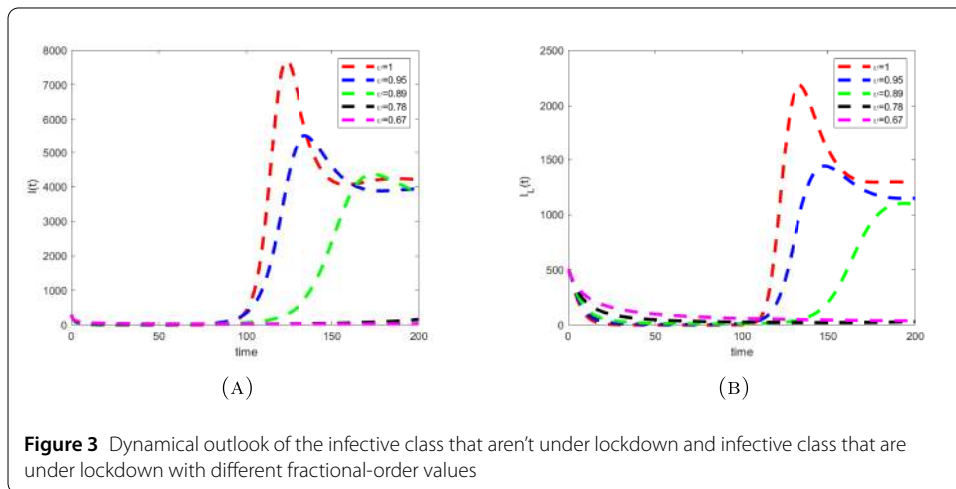 8000
7000
6000
5000
4000
3000
2000
1000
0
I(t)
0 50 100 150 200
time
υ=1
υ=0.95
υ=0.89
υ=0.78
υ=0.67
(A)
2500
2000
1500
1000
500
0
I_L(t)
0 50 100 150 200
time
υ=1
υ=0.95
υ=0.89
υ=0.78
υ=0.67
(B)
Figure 3 Dynamical outlook of the infective class that aren’t under lockdown and infective class that are
under lockdown with different fractional-order values